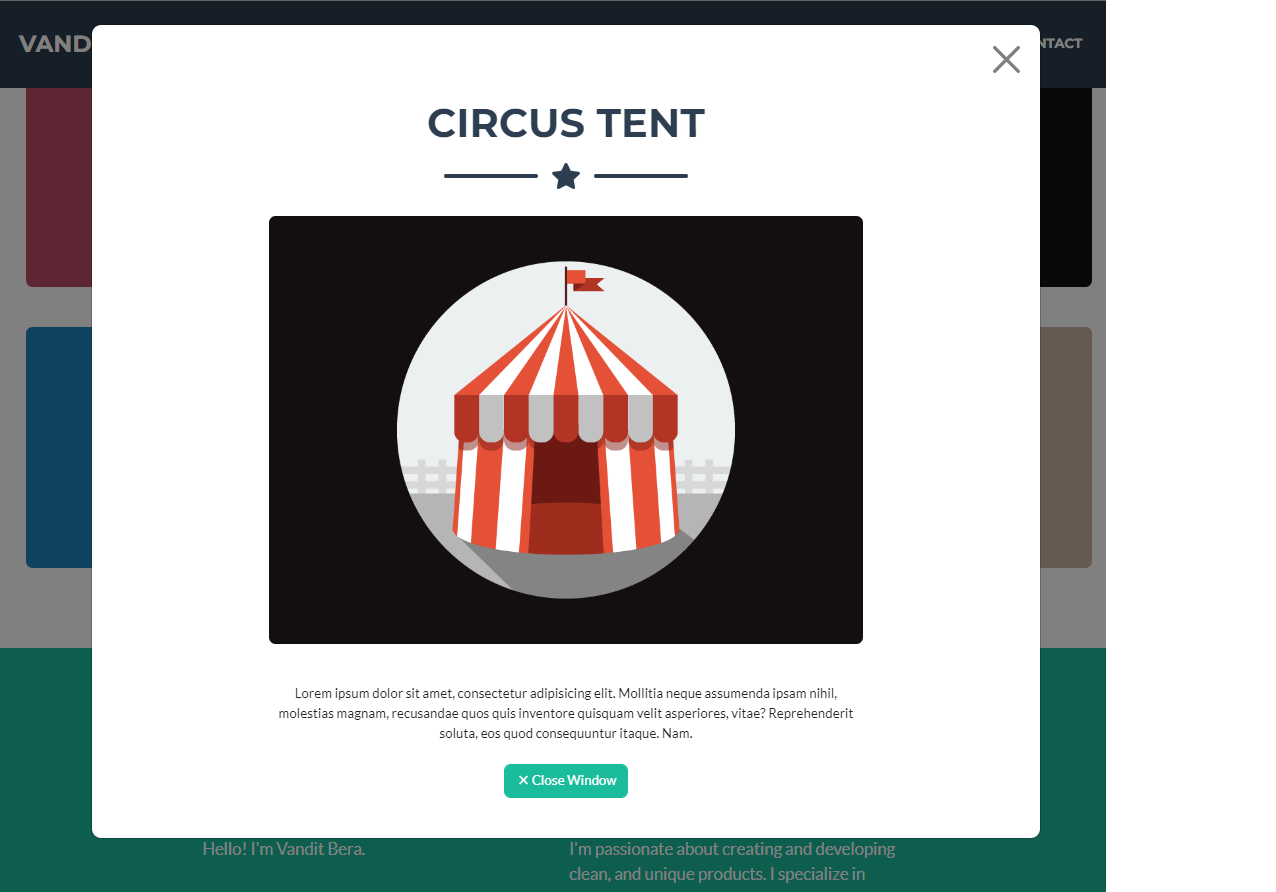 VAND
NTACT
CIRCUS TENT
Lorem ipsum dolor sit amet, consectetur adipisicing elit. Mollitia neque assumenda ipsam nihil,
molestias magnam, recusandae quos quis inventore quisquam velit asperiores, vitae? Reprehenderit
soluta, eos quod consequuntur itaque. Nam.
✕ Close Window
Hello! I'm Vandit Bera.
I'm passionate about creating and developing
clean, and unique products. I specialize in